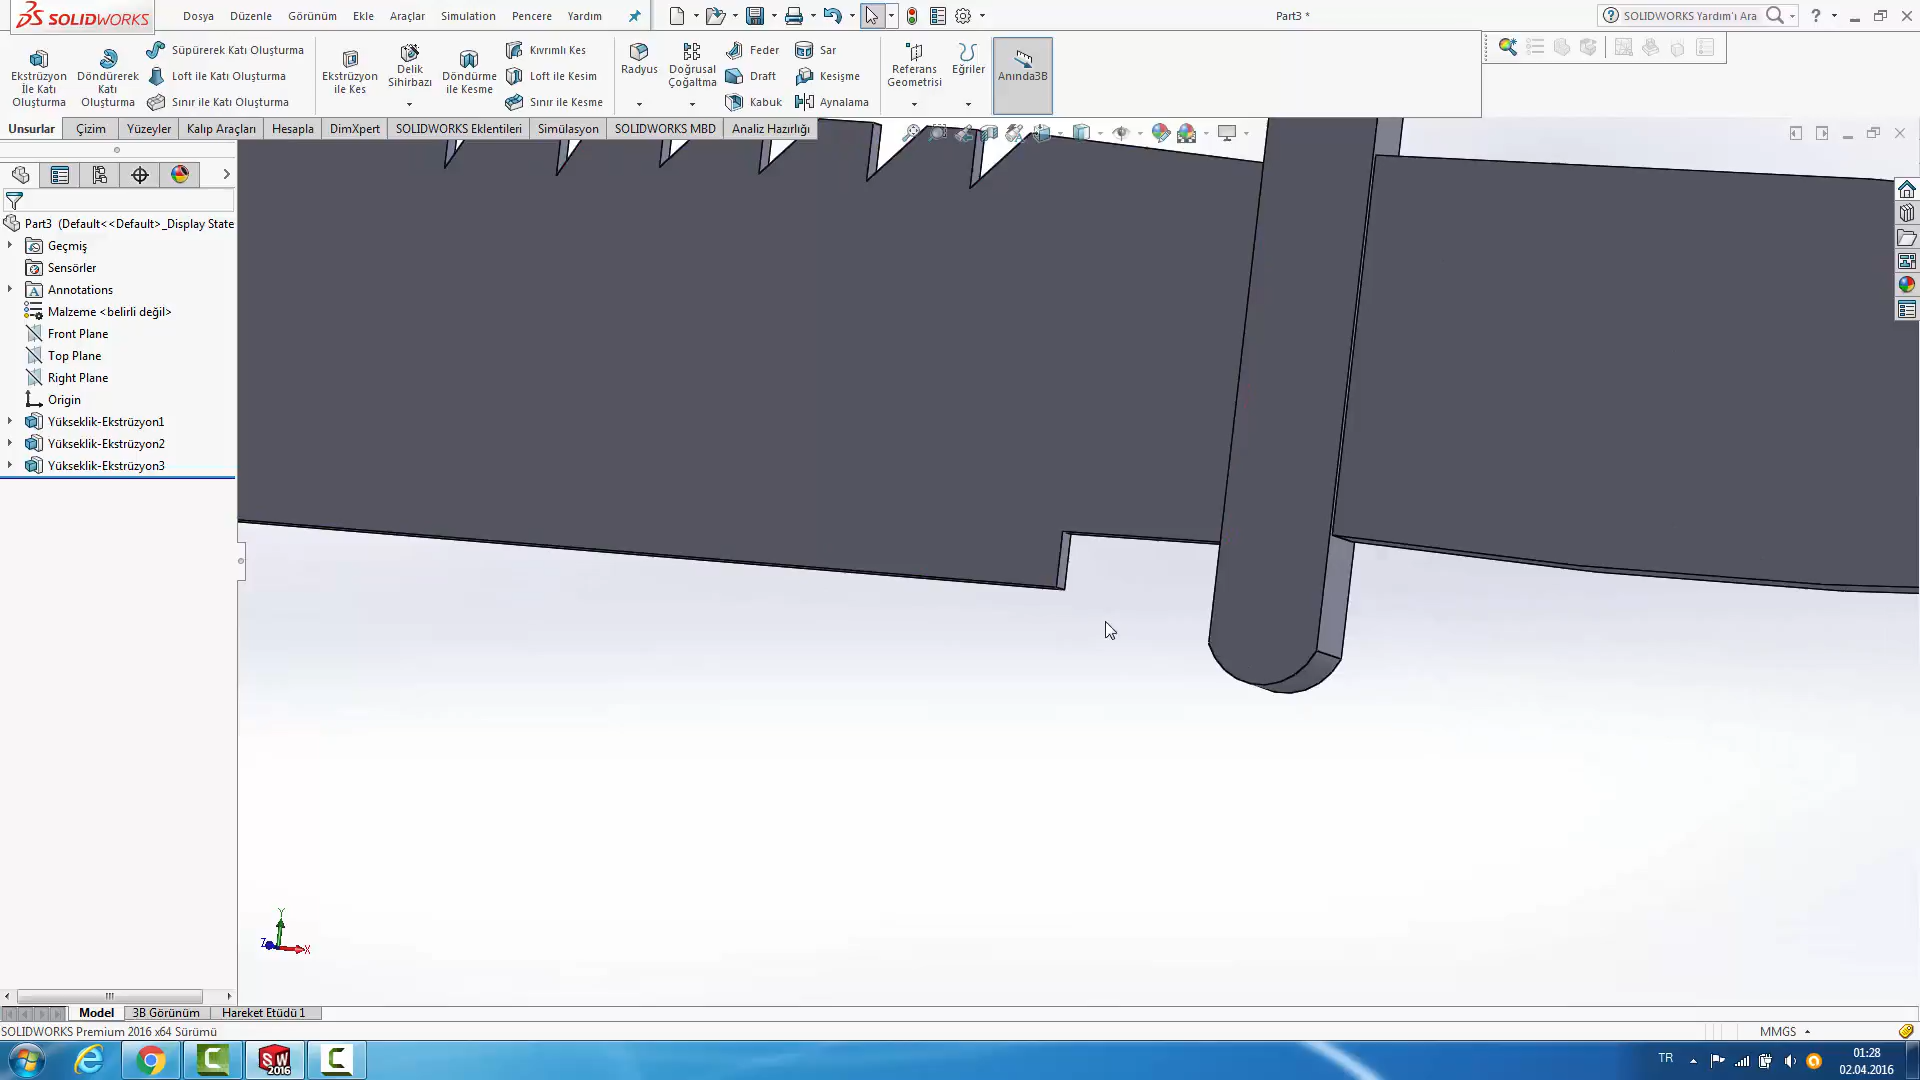 SOLIDWORKS
Dosya
Düzenle
Görünüm
Ekle
Araçlar
Simulation
Pencere
Yardım
Part3 *
SOLIDWORKS Yardım'ı Ara
Ekstrüzyon İle Katı Oluşturma
Döndürerek Katı Oluşturma
Süpürerek Katı Oluşturma
Loft ile Katı Oluşturma
Sınır ile Katı Oluşturma
Ekstrüzyon ile Kes
Delik Sihirbazı
Döndürme ile Kesme
Kıvrımlı Kes
Loft ile Kesim
Sınır ile Kesme
Radyus
Doğrusal Çoğaltma
Feder
Draft
Kabuk
Sar
Kesişme
Aynalama
Referans Geometrisi
Eğriler
Anında3B
Unsurlar
Çizim
Yüzeyler
Kalıp Araçları
Hesapla
DimXpert
SOLIDWORKS Eklentileri
Simülasyon
SOLIDWORKS MBD
Analiz Hazırlığı
Part3 (Default<<Default>_Display State
Geçmiş
Sensörler
Annotations
Malzeme <belirli değil>
Front Plane
Top Plane
Right Plane
Origin
Yükseklik-Ekstrüzyon1
Yükseklik-Ekstrüzyon2
Yükseklik-Ekstrüzyon3
Y
Z
X
Model
3B Görünüm
Hareket Etüdü 1
SOLIDWORKS Premium 2016 x64 Sürümü
MMGS
SW 2016
TR
01:28
02.04.2016